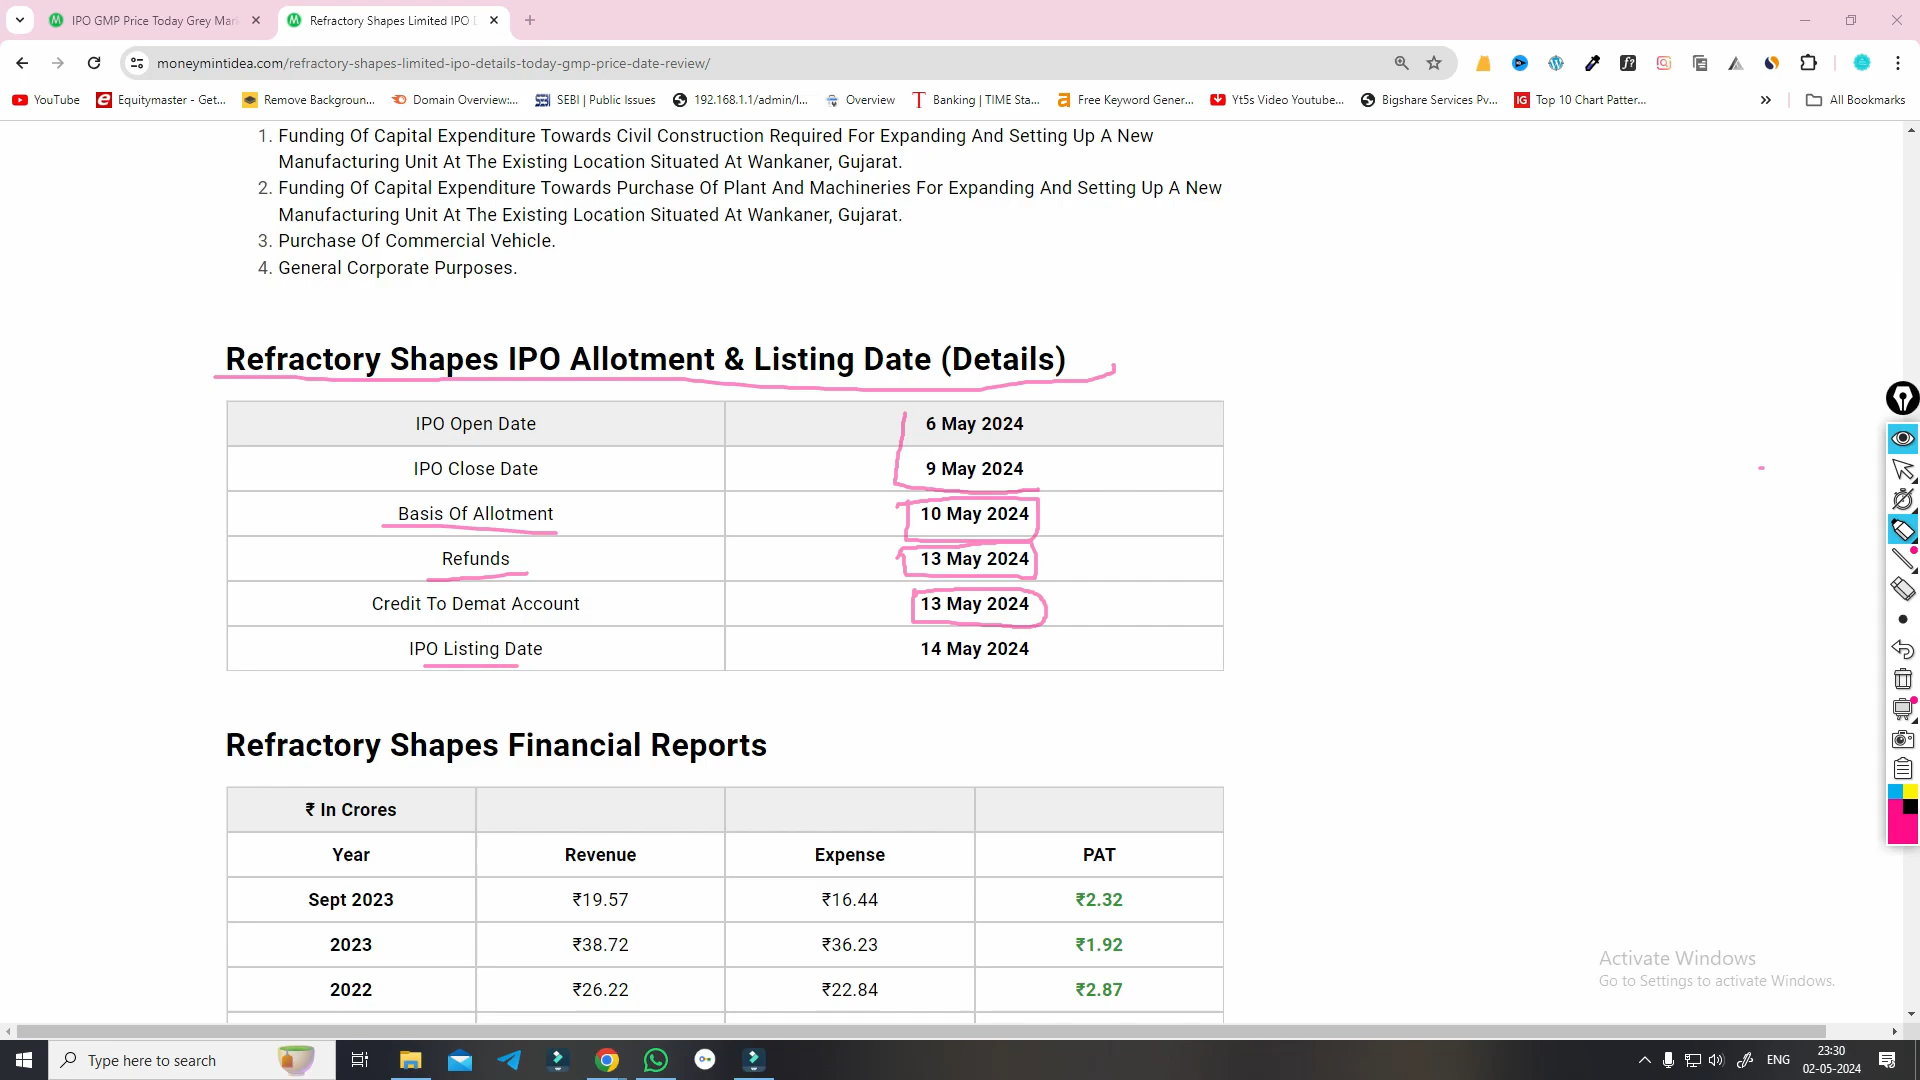 IPO GMP Price Today Grey Mar
Refractory Shapes Limited IPO D
moneymintidea.com/refractory-shapes-limited-ipo-details-today-gmp-price-date-review/
YouTube
Equitymaster - Get...
Remove Backgroun...
Domain Overview:...
SEBI | Public Issues
192.168.1.1/admin/l...
Overview
Banking | TIME Sta...
Free Keyword Gener...
Yt5s Video Youtube...
Bigshare Services Pv...
IG Top 10 Chart Patter...
All Bookmarks
1. Funding Of Capital Expenditure Towards Civil Construction Required For Expanding And Setting Up A New
Manufacturing Unit At The Existing Location Situated At Wankaner, Gujarat.
2. Funding Of Capital Expenditure Towards Purchase Of Plant And Machineries For Expanding And Setting Up A New
Manufacturing Unit At The Existing Location Situated At Wankaner, Gujarat.
3. Purchase Of Commercial Vehicle.
4. General Corporate Purposes.
Refractory Shapes IPO Allotment & Listing Date (Details)
IPO Open Date 6 May 2024
IPO Close Date 9 May 2024
Basis Of Allotment 10 May 2024
Refunds 13 May 2024
Credit To Demat Account 13 May 2024
IPO Listing Date 14 May 2024
Refractory Shapes Financial Reports
₹ In Crores
Year Revenue Expense PAT
Sept 2023 ₹19.57 ₹16.44 ₹2.32
2023 ₹38.72 ₹36.23 ₹1.92
2022 ₹26.22 ₹22.84 ₹2.87
Activate Windows
Go to Settings to activate Windows.
Type here to search
ENG
23:30
02-05-2024